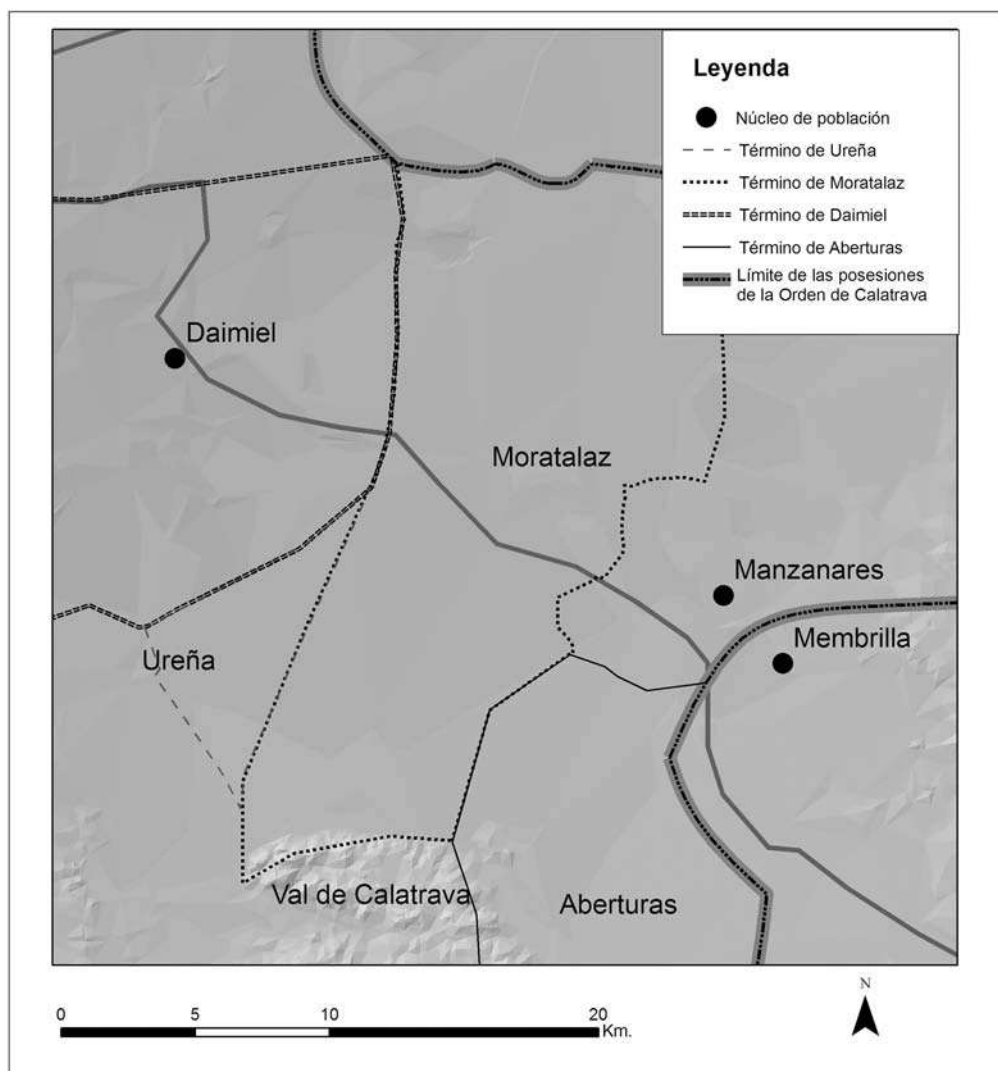 Leyenda
Núcleo de población
Término de Ureña
Término de Moratalaz
Término de Daimiel
Término de Aberturas
Límite de las posesiones
de la Orden de Calatrava
Daimiel
Moratalaz
Manzanares
Membrilla
Ureña
Val de Calatrava
Aberturas
N
0 5 10 20
Km.